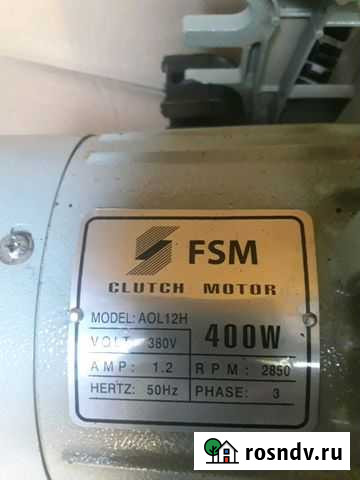 FSM
CLUTCH MOTOR
MODEL: AOL12H
VOLT 380V
400W
AMP: 1.2
RPM: 2850
HERTZ: 50Hz
PHASE: 3
rosndv.ru